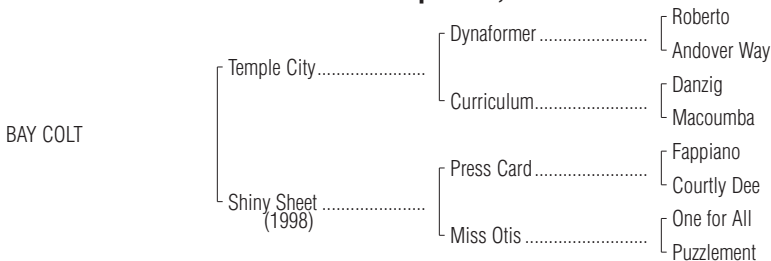 Roberto
Dynaformer
Andover Way
Temple City
Danzig
Curriculum
Macoumba
BAY COLT
Fappiano
Press Card
Courtly Dee
Shiny Sheet
(1998)
One for All
Miss Otis
Puzzlement